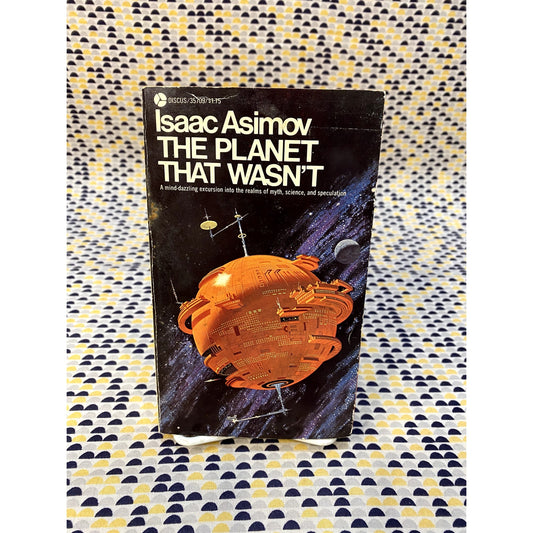 DISCUS/35709/$1.75
Isaac Asimov
THE PLANET
THAT WASN'T
A mind-dazzling excursion into the realms of myth, science, and speculation